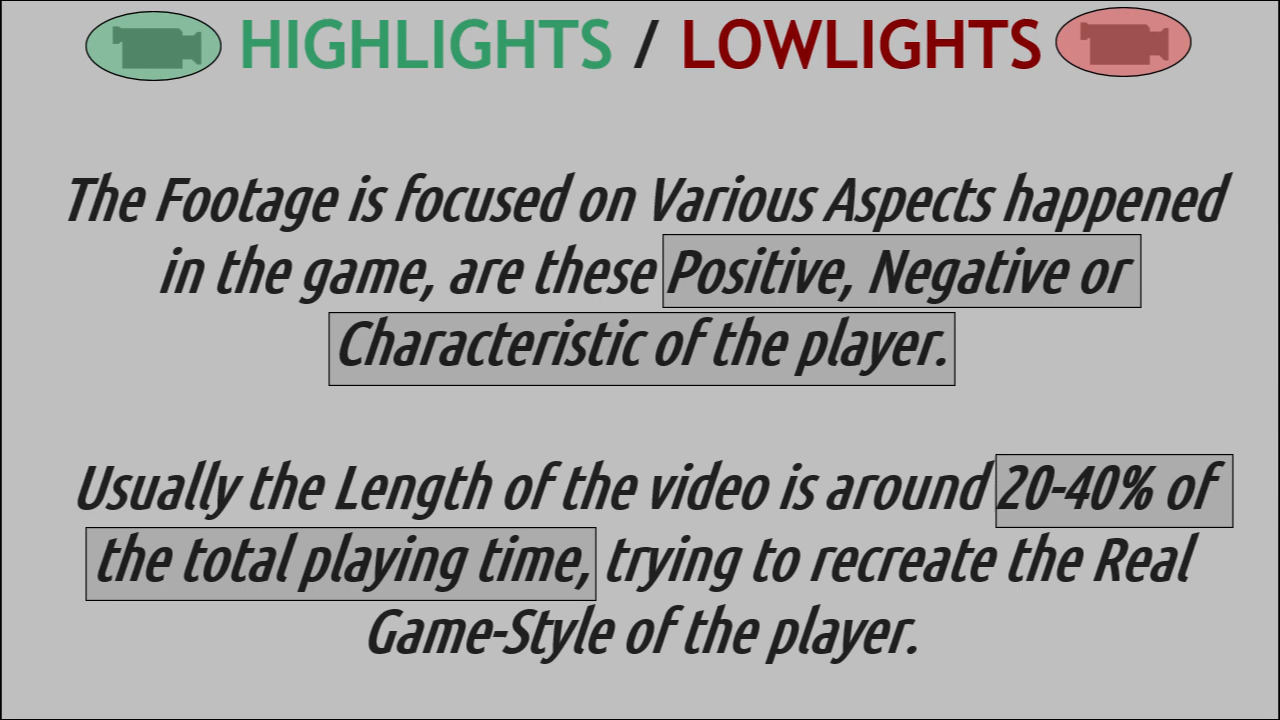 HIGHLIGHTS / LOWLIGHTS
The Footage is focused on Various Aspects happened
in the game, are these Positive, Negative or
Characteristic of the player.
Usually the Length of the video is around 20-40% of
the total playing time, trying to recreate the Real
Game-Style of the player.